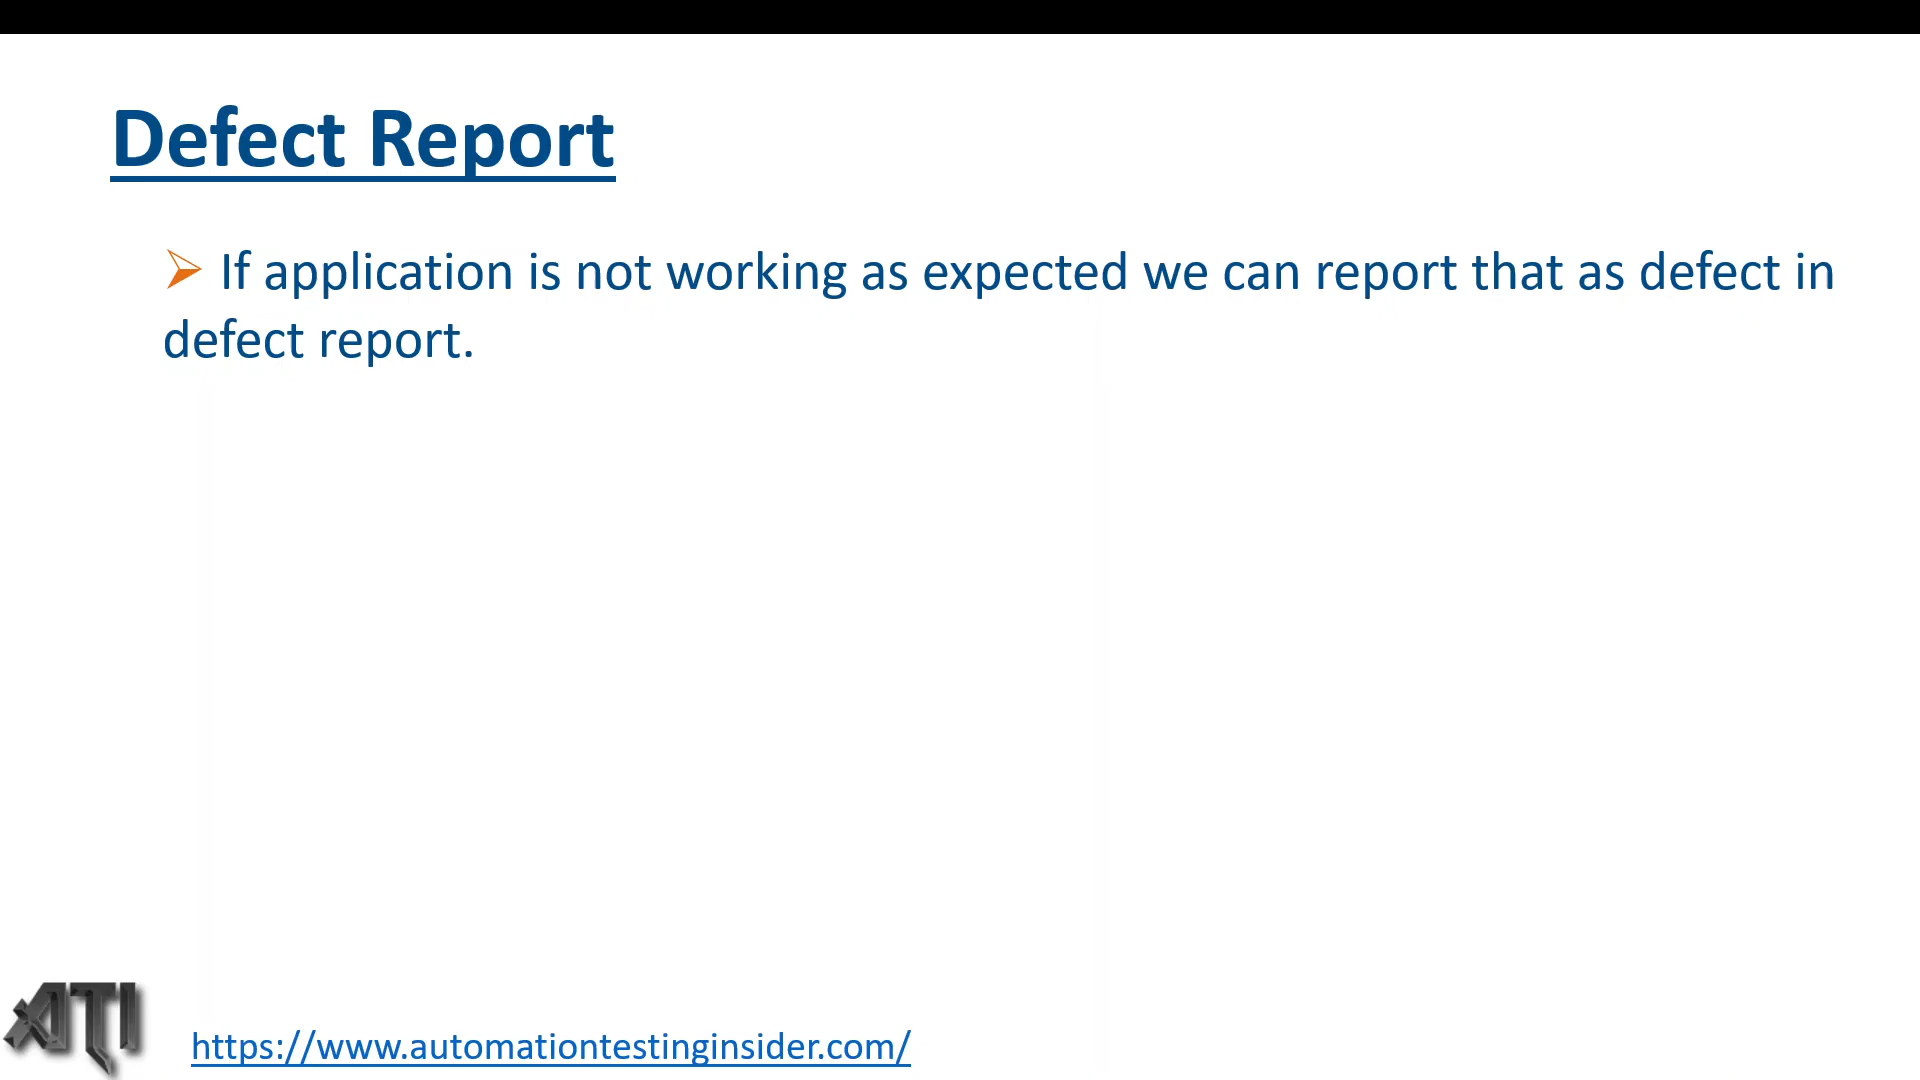 Defect Report
If application is not working as expected we can report that as defect in
defect report.
ATI
https://www.automationtestinginsider.com/